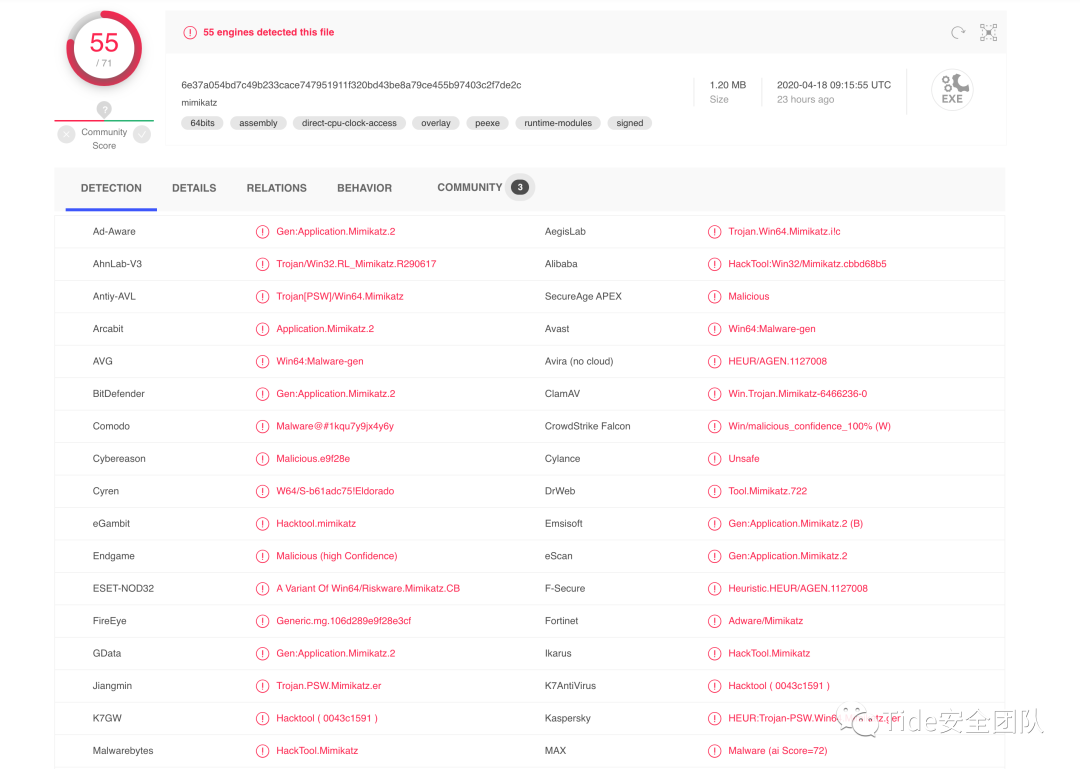 55
/ 71
55 engines detected this file
6e37a054bd7c49b233cace747951911f320bd43be8a79ce455b97403c2f7de2c
mimikatz
64bits assembly direct-cpu-clock-access overlay peexe runtime-modules signed
1.20 MB
Size
2020-04-18 09:15:55 UTC
23 hours ago
EXE
?
Community
Score
DETECTION DETAILS RELATIONS BEHAVIOR COMMUNITY 3
Ad-Aware Gen:Application.Mimikatz.2 AegisLab Trojan.Win64.Mimikatz.i!c
AhnLab-V3 Trojan/Win32.RL_Mimikatz.R290617 Alibaba HackTool:Win32/Mimikatz.cbbd68b5
Antiy-AVL Trojan[PSW]/Win64.Mimikatz SecureAge APEX Malicious
Arcabit Application.Mimikatz.2 Avast Win64:Malware-gen
AVG Win64:Malware-gen Avira (no cloud) HEUR/AGEN.1127008
BitDefender Gen:Application.Mimikatz.2 ClamAV Win.Trojan.Mimikatz-6466236-0
Comodo Malware@#1kqu7y9jx4y6y CrowdStrike Falcon Win/malicious_confidence_100% (W)
Cybereason Malicious.e9f28e Cylance Unsafe
Cyren W64/S-b61adc75!Eldorado DrWeb Tool.Mimikatz.722
eGambit Hacktool.mimikatz Emsisoft Gen:Application.Mimikatz.2 (B)
Endgame Malicious (high Confidence) eScan Gen:Application.Mimikatz.2
ESET-NOD32 A Variant Of Win64/Riskware.Mimikatz.CB F-Secure Heuristic.HEUR/AGEN.1127008
FireEye Generic.mg.106d289e9f28e3cf Fortinet Adware/Mimikatz
GData Gen:Application.Mimikatz.2 Ikarus HackTool.Mimikatz
Jiangmin Trojan.PSW.Mimikatz.er K7AntiVirus Hacktool ( 0043c1591 )
K7GW Hacktool ( 0043c1591 ) Kaspersky
Malwarebytes HackTool.Mimikatz MAX Malware (ai Score=72)
Tide安全团队